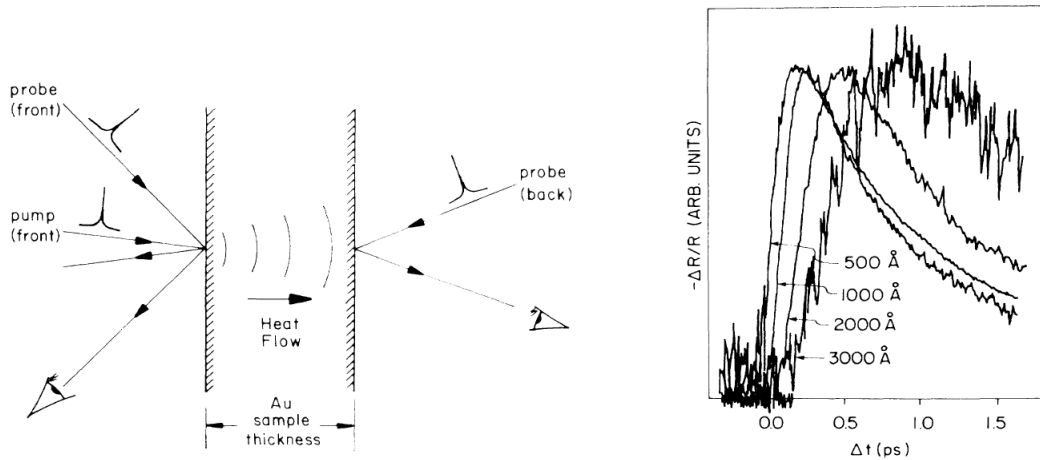 probe
(front)
pump
(front)
probe
(back)
Heat
Flow
Au
sample
thickness
-ΔR/R (ARB. UNITS)
500 Å
1000 Å
2000 Å
3000 Å
0.0 0.5 1.0 1.5
Δt (ps)